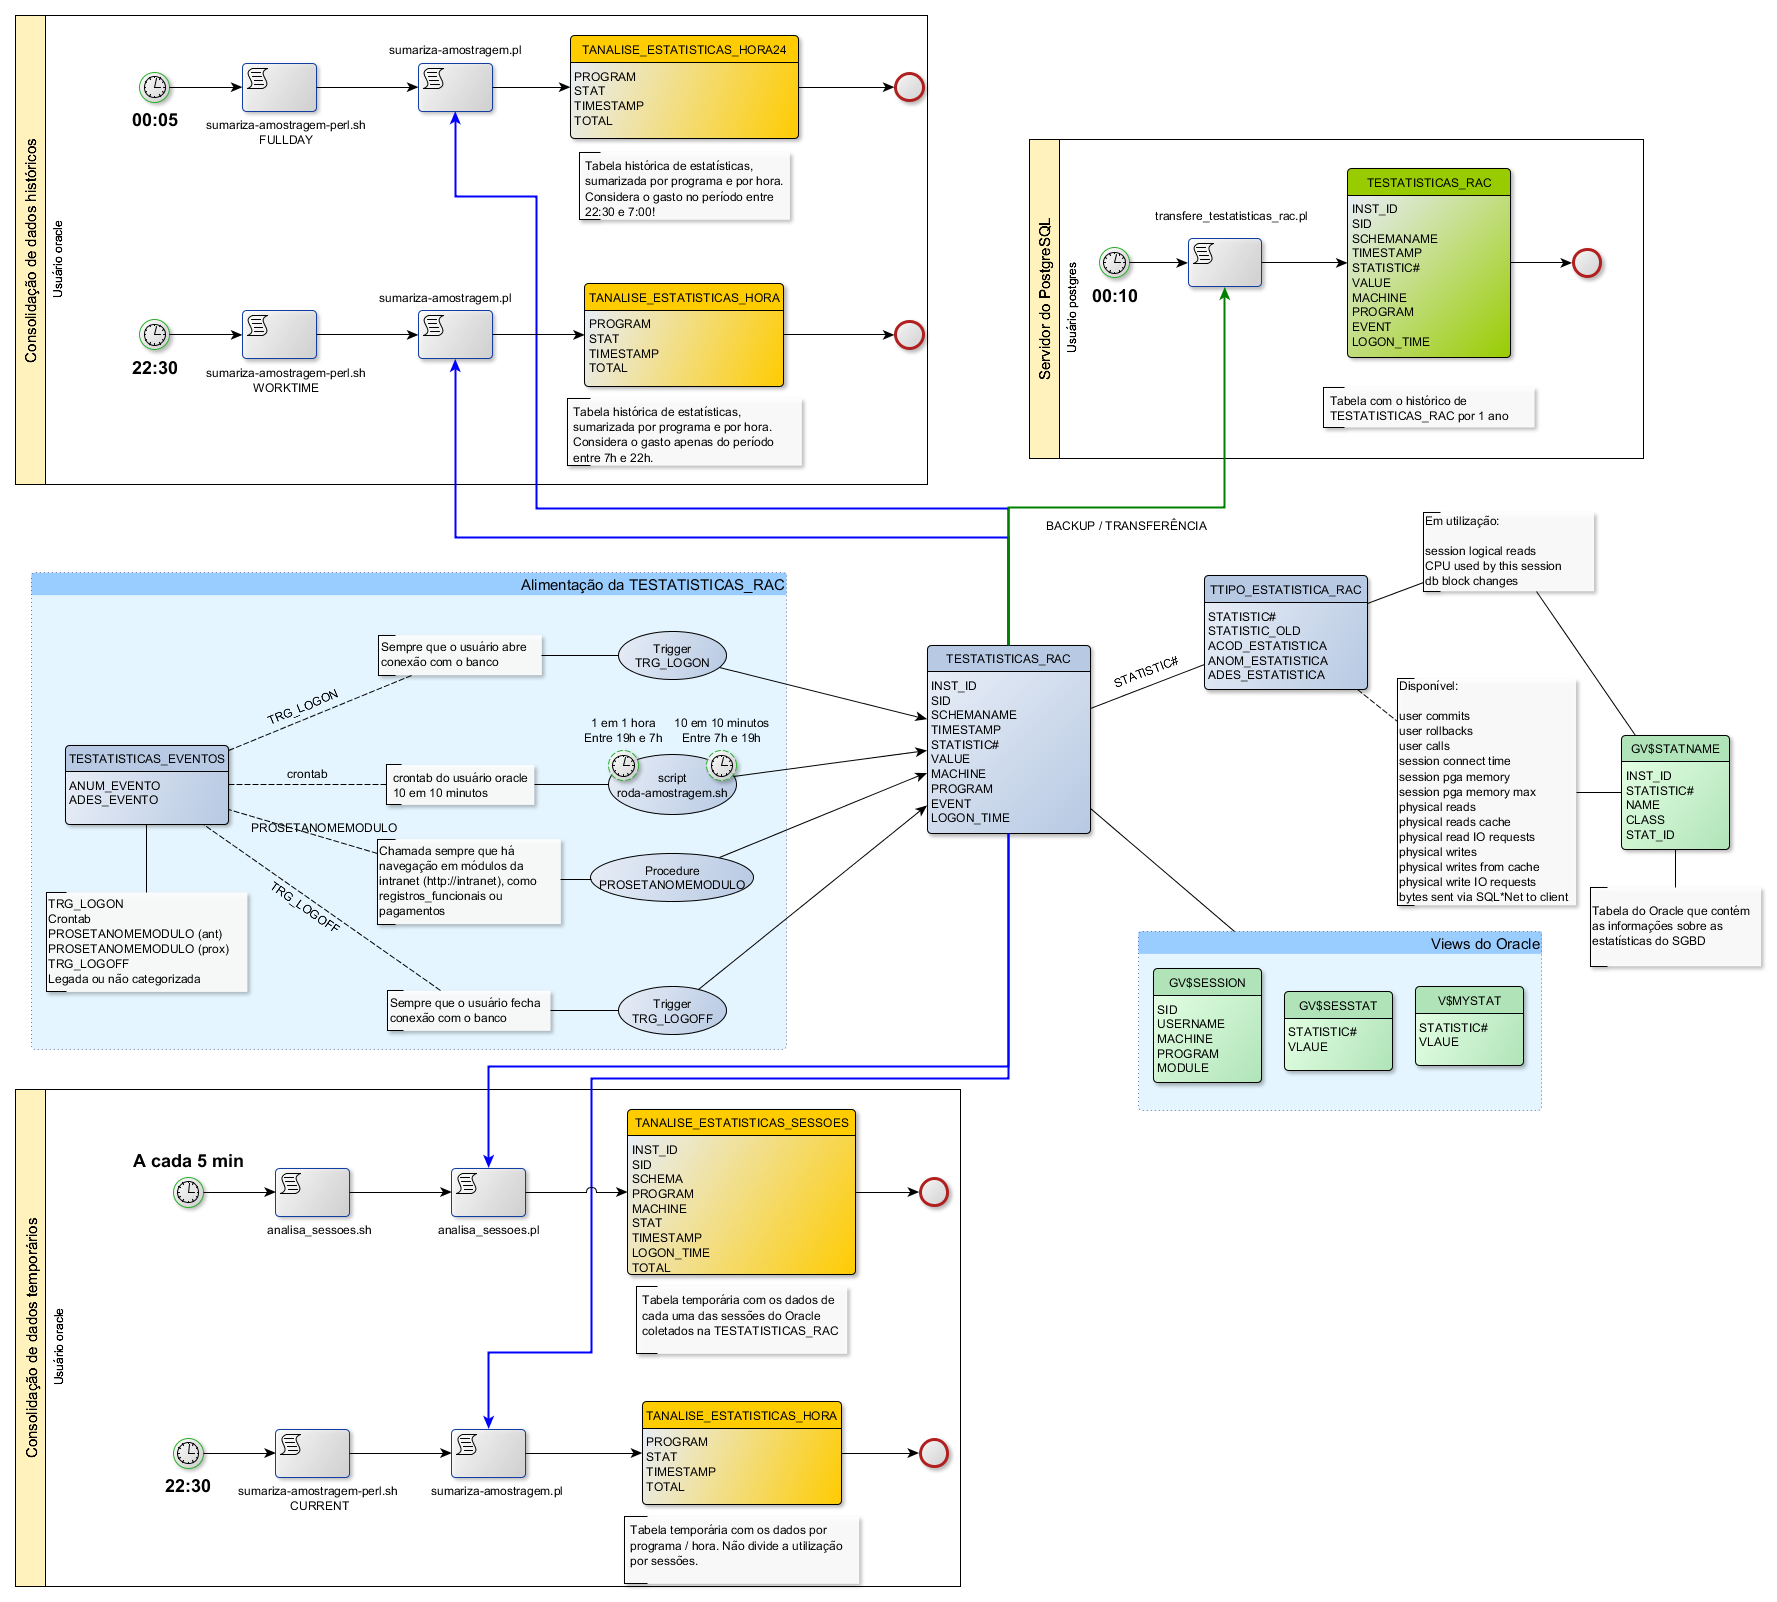 Consolidação de dados históricos
Usuário oracle
00:05
sumariza-amostragem-perl.sh
FULLDAY
sumariza-amostragem.pl
TANALISE_ESTATISTICAS_HORA24
PROGRAM
STAT
TIMESTAMP
TOTAL
Tabela histórica de estatísticas,
sumarizada por programa e por hora.
Considera o gasto no período entre
22:30 e 7:00!
22:30
sumariza-amostragem-perl.sh
WORKTIME
sumariza-amostragem.pl
TANALISE_ESTATISTICAS_HORA
PROGRAM
STAT
TIMESTAMP
TOTAL
Tabela histórica de estatísticas,
sumarizada por programa e por hora.
Considera o gasto apenas do período
entre 7h e 22h.
Servidor do PostgreSQL
Usuário postgres
00:10
transfere_testatisticas_rac.pl
TESTATISTICAS_RAC
INST_ID
SID
SCHEMANAME
TIMESTAMP
STATISTIC#
VALUE
MACHINE
PROGRAM
EVENT
LOGON_TIME
Tabela com o histórico de
TESTATISTICAS_RAC por 1 ano
BACKUP / TRANSFERÊNCIA
Alimentação da TESTATISTICAS_RAC
TESTATISTICAS_EVENTOS
ANUM_EVENTO
ADES_EVENTO
TRG_LOGON
Crontab
PROSETANOMEMODULO (ant)
PROSETANOMEMODULO (prox)
TRG_LOGOFF
Legada ou não categorizada
TRG_LOGON
Sempre que o usuário abre
conexão com o banco
Trigger
TRG_LOGON
crontab
crontab do usuário oracle
10 em 10 minutos
1 em 1 hora
Entre 19h e 7h
10 em 10 minutos
Entre 7h e 19h
script
roda-amostragem.sh
PROSETANOMEMODULO
Chamada sempre que há
navegação em módulos da
intranet (http://intranet), como
registros_funcionais ou
pagamentos
Procedure
PROSETANOMEMODULO
TRG_LOGOFF
Sempre que o usuário fecha
conexão com o banco
Trigger
TRG_LOGOFF
TESTATISTICAS_RAC
INST_ID
SID
SCHEMANAME
TIMESTAMP
STATISTIC#
VALUE
MACHINE
PROGRAM
EVENT
LOGON_TIME
STATISTIC#
TTIPO_ESTATISTICA_RAC
STATISTIC#
STATISTIC_OLD
ACOD_ESTATISTICA
ANOM_ESTATISTICA
ADES_ESTATISTICA
Em utilização:
session logical reads
CPU used by this session
db block changes
Disponível:
user commits
user rollbacks
user calls
session connect time
session pga memory
session pga memory max
physical reads
physical reads cache
physical read IO requests
physical writes
physical writes from cache
physical write IO requests
bytes sent via SQL*Net to client
GV$STATNAME
INST_ID
STATISTIC#
NAME
CLASS
STAT_ID
Tabela do Oracle que contém
as informações sobre as
estatísticas do SGBD
Views do Oracle
GV$SESSION
SID
USERNAME
MACHINE
PROGRAM
MODULE
GV$SESSTAT
STATISTIC#
VLAUE
V$MYSTAT
STATISTIC#
VLAUE
Consolidação de dados temporários
Usuário oracle
A cada 5 min
analisa_sessoes.sh
analisa_sessoes.pl
TANALISE_ESTATISTICAS_SESSOES
INST_ID
SID
SCHEMA
PROGRAM
MACHINE
STAT
TIMESTAMP
LOGON_TIME
TOTAL
Tabela temporária com os dados de
cada uma das sessões do Oracle
coletados na TESTATISTICAS_RAC
22:30
sumariza-amostragem-perl.sh
CURRENT
sumariza-amostragem.pl
TANALISE_ESTATISTICAS_HORA
PROGRAM
STAT
TIMESTAMP
TOTAL
Tabela temporária com os dados por
programa / hora. Não divide a utilização
por sessões.